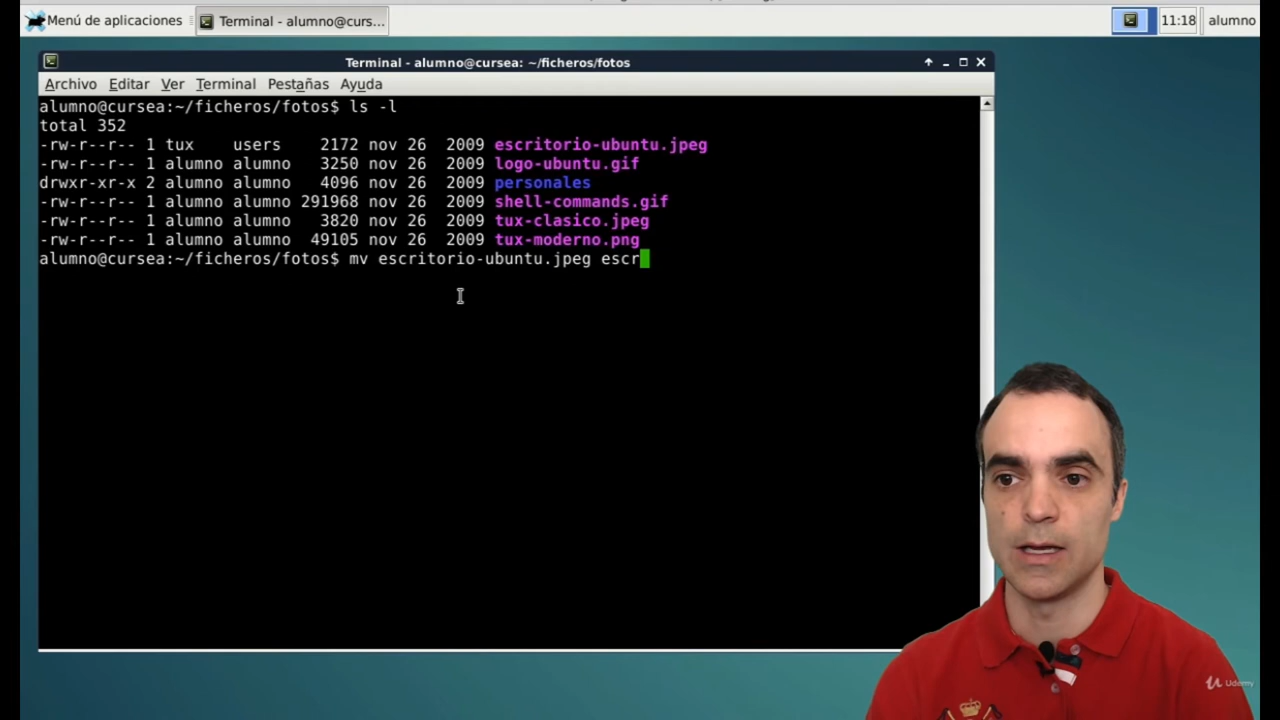 Menú de aplicaciones
Terminal - alumno@curs...
11:18
alumno
Terminal - alumno@cursea: ~/ficheros/fotos
Archivo Editar Ver Terminal Pestañas Ayuda
alumno@cursea:~/ficheros/fotos$ ls -l
total 352
-rw-r--r-- 1 tux    users    2172 nov 26  2009 escritorio-ubuntu.jpeg
-rw-r--r-- 1 alumno alumno   3250 nov 26  2009 logo-ubuntu.gif
drwxr-xr-x 2 alumno alumno   4096 nov 26  2009 personales
-rw-r--r-- 1 alumno alumno 291968 nov 26  2009 shell-commands.gif
-rw-r--r-- 1 alumno alumno   3820 nov 26  2009 tux-clasico.jpeg
-rw-r--r-- 1 alumno alumno  49105 nov 26  2009 tux-moderno.png
alumno@cursea:~/ficheros/fotos$ mv escritorio-ubuntu.jpeg escr
Udemy